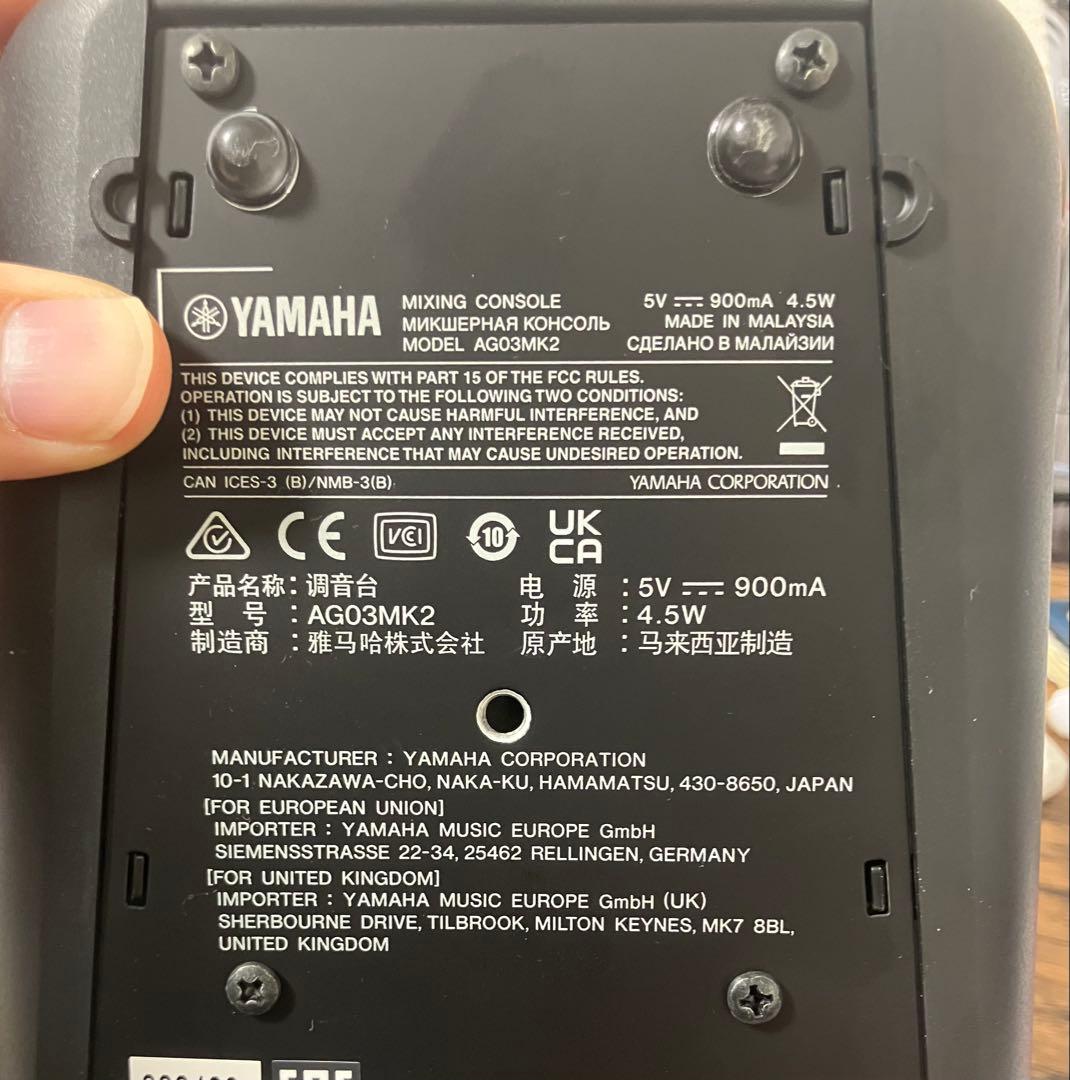 YAMAHA
MIXING CONSOLE
МИКШЕРНАЯ КОНСОЛЬ
MODEL AG03MK2
5V ⎓ 900mA 4.5W
MADE IN MALAYSIA
СДЕЛАНО В МАЛАЙЗИИ
THIS DEVICE COMPLIES WITH PART 15 OF THE FCC RULES.
OPERATION IS SUBJECT TO THE FOLLOWING TWO CONDITIONS:
(1) THIS DEVICE MAY NOT CAUSE HARMFUL INTERFERENCE, AND
(2) THIS DEVICE MUST ACCEPT ANY INTERFERENCE RECEIVED,
INCLUDING INTERFERENCE THAT MAY CAUSE UNDESIRED OPERATION.
CAN ICES-3 (B)/NMB-3(B) YAMAHA CORPORATION
CE VCI 10 UK
CA
产品名称：调音台 电 源 ：5V ⎓ 900mA
型 号 ：AG03MK2 功 率 ：4.5W
制造商 ：雅马哈株式会社 原产地 ：马来西亚制造
MANUFACTURER : YAMAHA CORPORATION
10-1 NAKAZAWA-CHO, NAKA-KU, HAMAMATSU, 430-8650, JAPAN
[FOR EUROPEAN UNION]
IMPORTER : YAMAHA MUSIC EUROPE GmbH
SIEMENSSTRASSE 22-34, 25462 RELLINGEN, GERMANY
[FOR UNITED KINGDOM]
IMPORTER : YAMAHA MUSIC EUROPE GmbH (UK)
SHERBOURNE DRIVE, TILBROOK, MILTON KEYNES, MK7 8BL,
UNITED KINGDOM